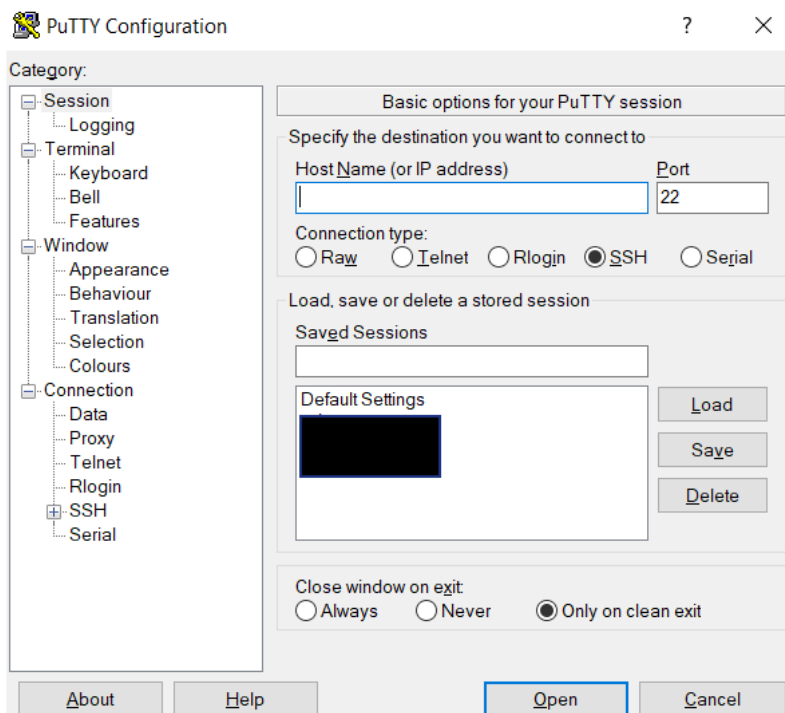 PuTTY Configuration
?
Category:
Session
Logging
Terminal
Keyboard
Bell
Features
Window
Appearance
Behaviour
Translation
Selection
Colours
Connection
Data
Proxy
Telnet
Rlogin
SSH
Serial
Basic options for your PuTTY session
Specify the destination you want to connect to
Host Name (or IP address) Port
22
Connection type:
Raw Telnet Rlogin SSH Serial
Load, save or delete a stored session
Saved Sessions
Default Settings
Load
Save
Delete
Close window on exit:
Always Never Only on clean exit
About Help Open Cancel